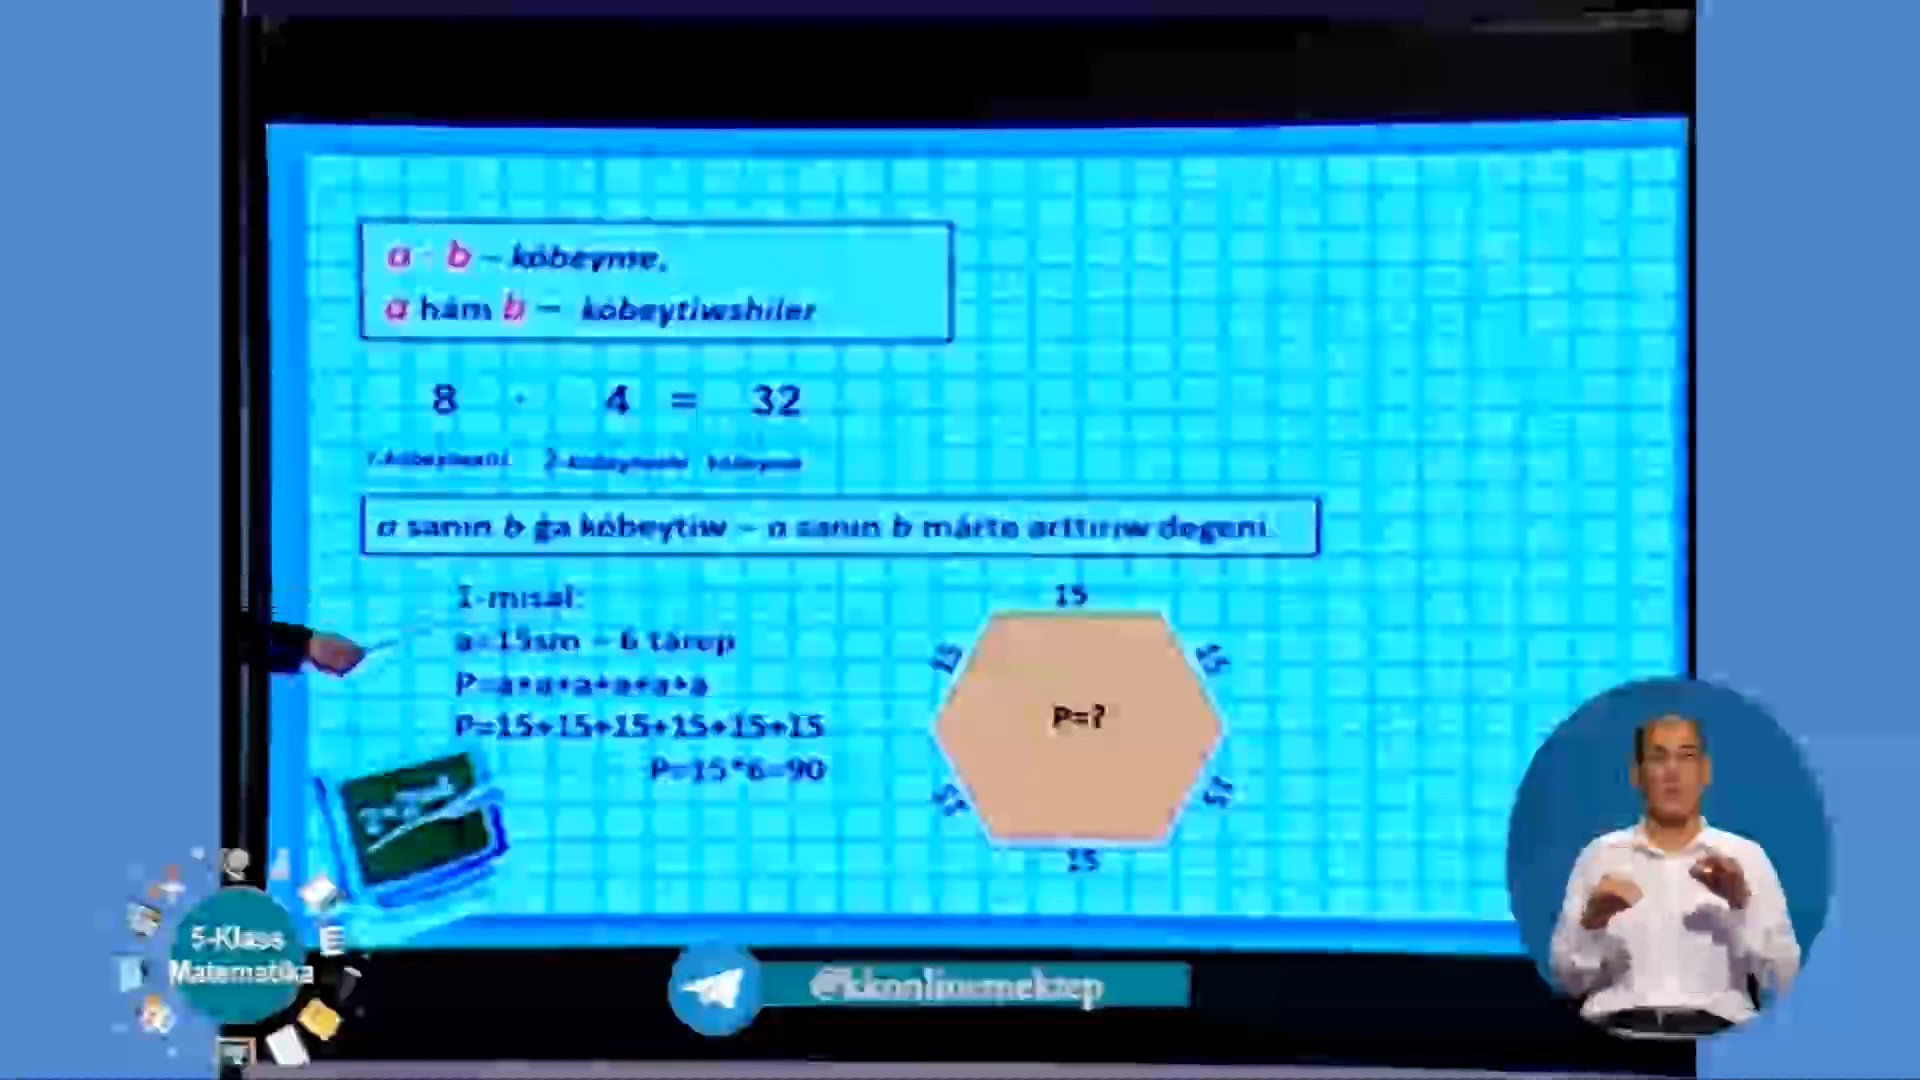 a · b – kóbeyme,
a hám b – kóbeytiwshiler
8 · 4 = 32
a sanın b ģa kóbeytiw – a sanın b márte arttırıw degeni.
1-mısal:
a=15sm – 6 tárep
P=a+a+a+a+a+a
P=15+15+15+15+15+15
P=15*6=90
15
15
15
P=?
15
15
15
5-Klass
Matematika
@kkonlinemektep